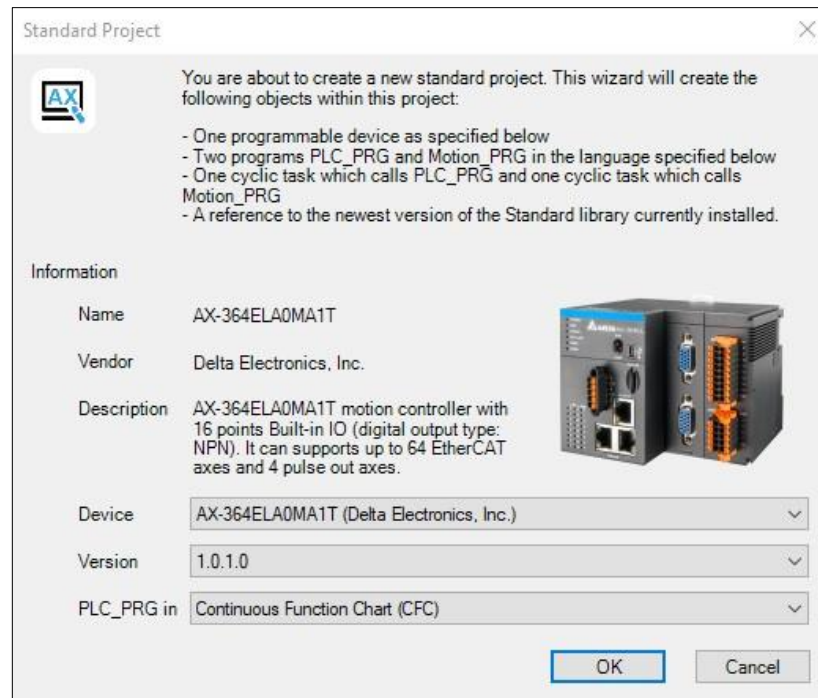 Standard Project
AX
You are about to create a new standard project. This wizard will create the
following objects within this project:
- One programmable device as specified below
- Two programs PLC_PRG and Motion_PRG in the language specified below
- One cyclic task which calls PLC_PRG and one cyclic task which calls
Motion_PRG
- A reference to the newest version of the Standard library currently installed.
Information
Name AX-364ELA0MA1T
Vendor Delta Electronics, Inc.
Description AX-364ELA0MA1T motion controller with
16 points Built-in IO (digital output type:
NPN). It can supports up to 64 EtherCAT
axes and 4 pulse out axes.
Device AX-364ELA0MA1T (Delta Electronics, Inc.)
Version 1.0.1.0
PLC_PRG in Continuous Function Chart (CFC)
OK Cancel